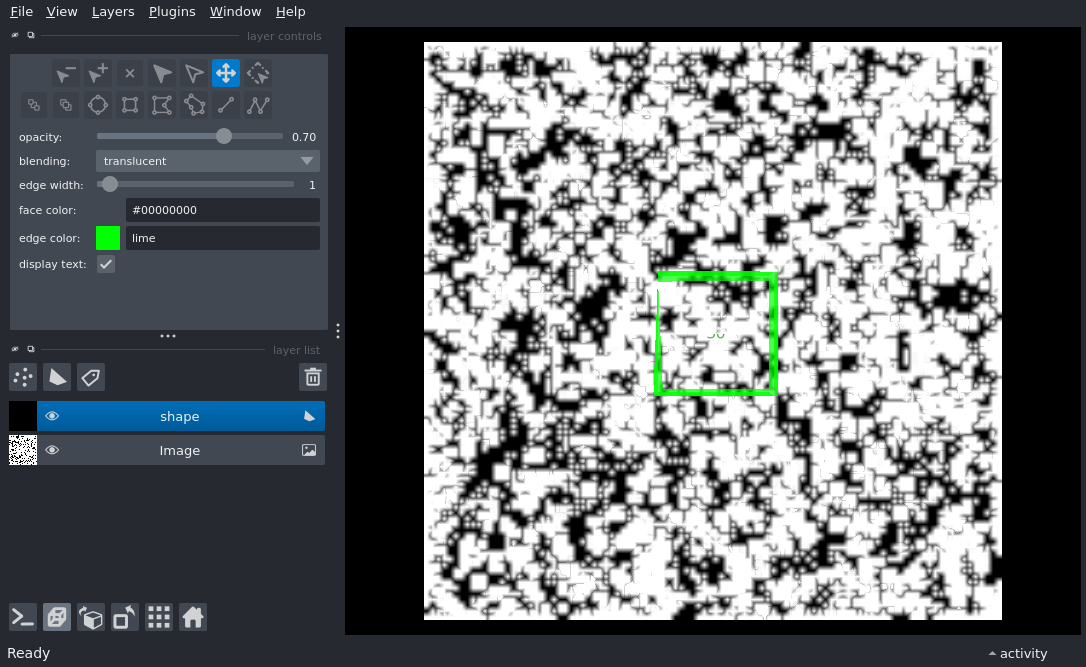 File View Layers Plugins Window Help
layer controls
opacity: 0.70
blending: translucent
edge width: 1
face color: #00000000
edge color: lime
display text:
layer list
shape
Image
Ready
activity